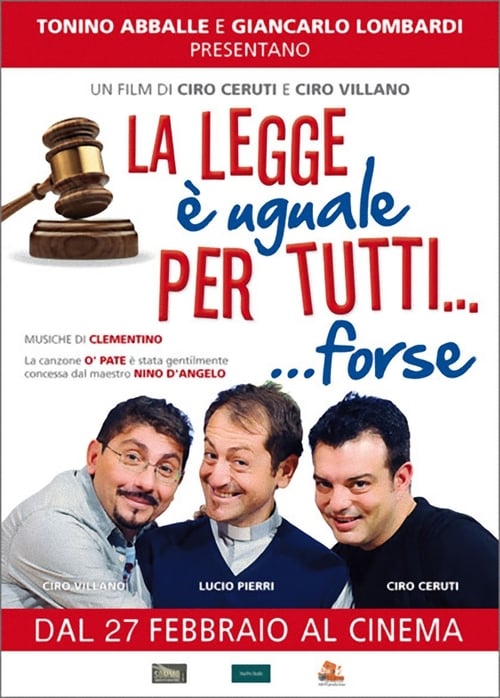 TONINO ABBALLE E GIANCARLO LOMBARDI
PRESENTANO
UN FILM DI CIRO CERUTI E CIRO VILLANO
LA LEGGE
è uguale
PER TUTTI...
...forse
MUSICHE DI CLEMENTINO
La canzone O' PATE è stata gentilmente
concessa dal maestro NINO D'ANGELO
CIRO VILLANO
LUCIO PIERRI
CIRO CERUTI
DAL 27 FEBBRAIO AL CINEMA